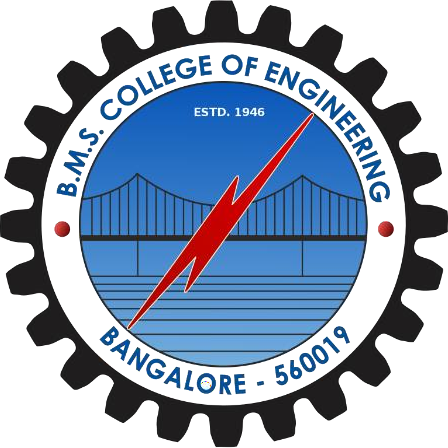 B.M.S. COLLEGE OF ENGINEERING
ESTD. 1946
BANGALORE - 560019